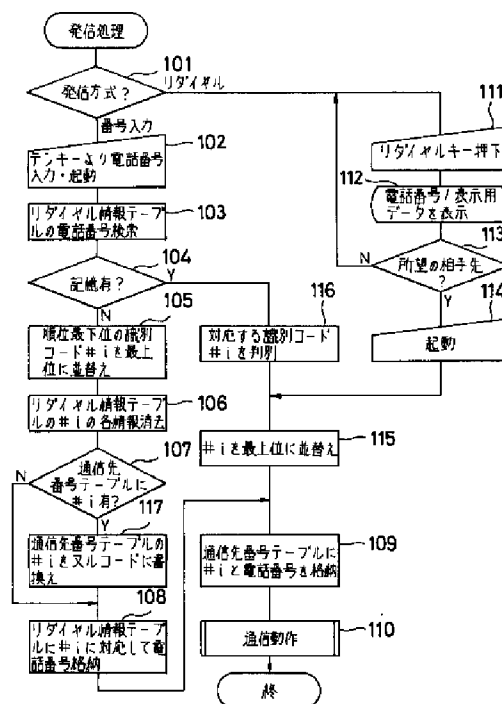 発信処理
101
発信方式?
リダイヤル
番号入力
102
テンキーより電話番号
入力・起動
103
リダイヤル情報テーブ
ルの電話番号検索
104
記憶有?
Y
N
105
順位最下位の識別
コード#iを最上
位に並替え
106
リダイヤル情報テーブル
の#iの各情報消去
107
通信先
番号テーブルに
#i有?
N
Y
117
通信先番号テーブルの
#iをヌルコードに書
換え
108
リダイヤル情報テーブ
ルに#iに対応して電
話番号格納
111
リダイヤルキー押下
112
電話番号/表示用
データを表示
113
所望の相手先
?
N
Y
114
起動
116
対応する識別コード
#iを判別
115
#iを最上位に並替え
109
通信先番号テーブルに
#iと電話番号を格納
110
通信動作
終